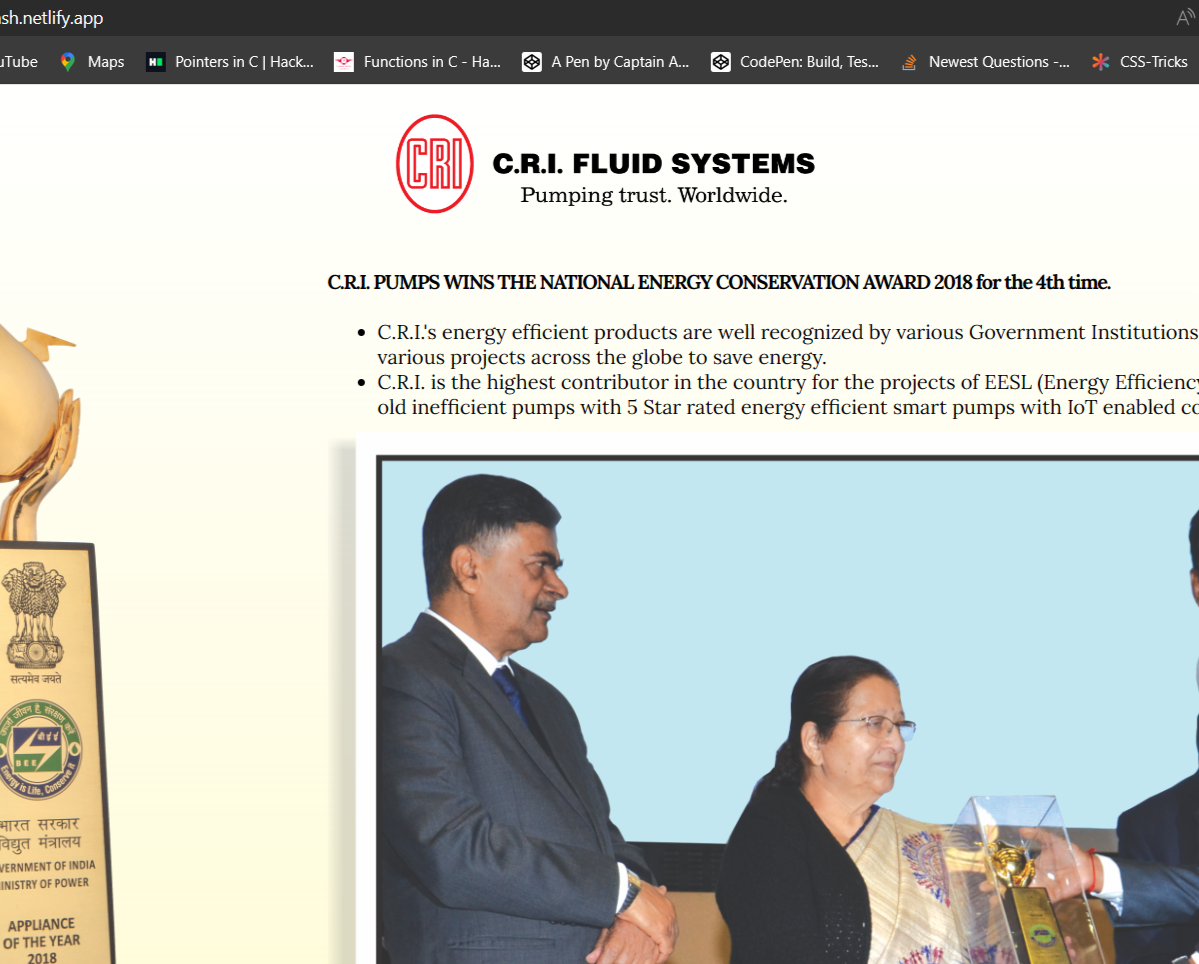 sh.netlify.app
uTube
Maps
Pointers in C | Hack...
Functions in C - Ha...
A Pen by Captain A...
CodePen: Build, Tes...
Newest Questions -...
CSS-Tricks
CRI
C.R.I. FLUID SYSTEMS
Pumping trust. Worldwide.
C.R.I. PUMPS WINS THE NATIONAL ENERGY CONSERVATION AWARD 2018 for the 4th time.
• C.R.I.'s energy efficient products are well recognized by various Government Institutions
various projects across the globe to save energy.
• C.R.I. is the highest contributor in the country for the projects of EESL (Energy Efficiency
old inefficient pumps with 5 Star rated energy efficient smart pumps with IoT enabled co
सत्यमेव जयते
ऊर्जा जीवन है, संरक्षण करें
बी ई ई
BEE
Energy is Life, Conserve it
भारत सरकार
विद्युत मंत्रालय
VERNMENT OF INDIA
INISTRY OF POWER
APPLIANCE
OF THE YEAR
2018